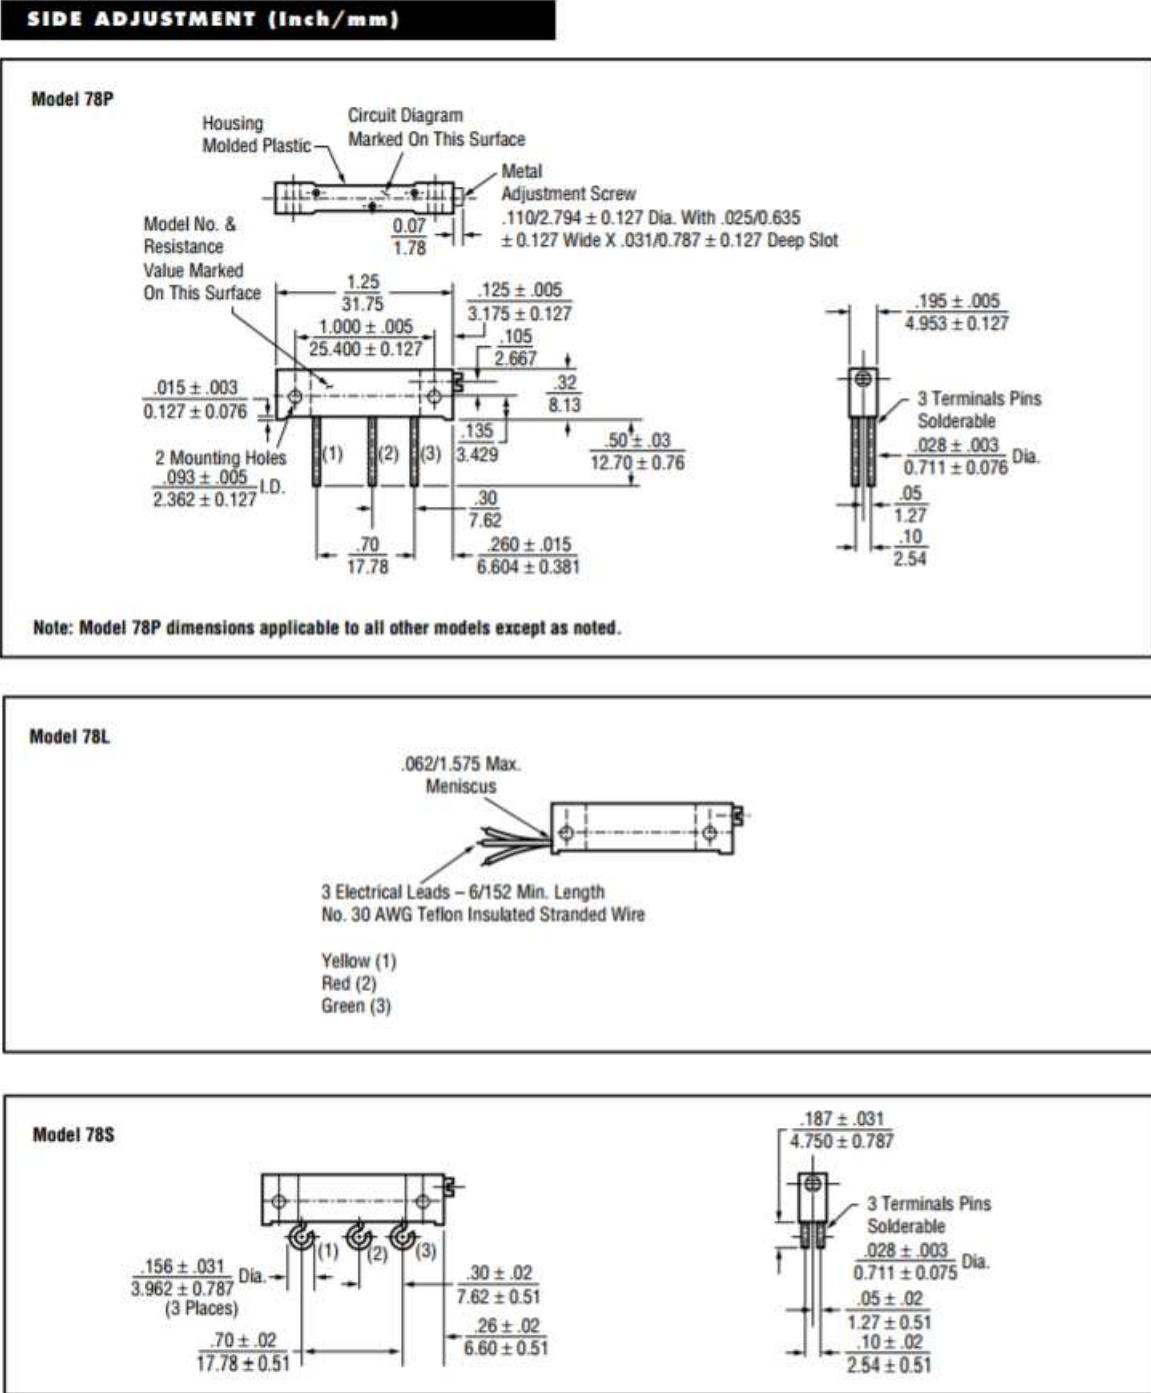 SIDE ADJUSTMENT (Inch/mm)
Model 78P
Housing
Molded Plastic
Circuit Diagram
Marked On This Surface
Metal
Adjustment Screw
.110/2.794 ± 0.127 Dia. With .025/0.635
± 0.127 Wide X .031/0.787 ± 0.127 Deep Slot
0.07
1.78
Model No. &
Resistance
Value Marked
On This Surface
1.25
31.75
.125 ± .005
3.175 ± 0.127
1.000 ± .005
25.400 ± 0.127
.105
2.667
.195 ± .005
4.953 ± 0.127
.015 ± .003
0.127 ± 0.076
.32
8.13
3 Terminals Pins
Solderable
.028 ± .003
0.711 ± 0.076 Dia.
2 Mounting Holes
.093 ± .005
2.362 ± 0.127 I.D.
(1)
(2)
(3)
.135
3.429
.50 ± .03
12.70 ± 0.76
.30
7.62
.05
1.27
.70
17.78
.260 ± .015
6.604 ± 0.381
.10
2.54
Note: Model 78P dimensions applicable to all other models except as noted.
Model 78L
.062/1.575 Max.
Meniscus
3 Electrical Leads – 6/152 Min. Length
No. 30 AWG Teflon Insulated Stranded Wire
Yellow (1)
Red (2)
Green (3)
Model 78S
.187 ± .031
4.750 ± 0.787
3 Terminals Pins
Solderable
.028 ± .003
0.711 ± 0.075 Dia.
(1)
(2)
(3)
.156 ± .031
3.962 ± 0.787 Dia.
(3 Places)
.30 ± .02
7.62 ± 0.51
.05 ± .02
1.27 ± 0.51
.70 ± .02
17.78 ± 0.51
.26 ± .02
6.60 ± 0.51
.10 ± .02
2.54 ± 0.51